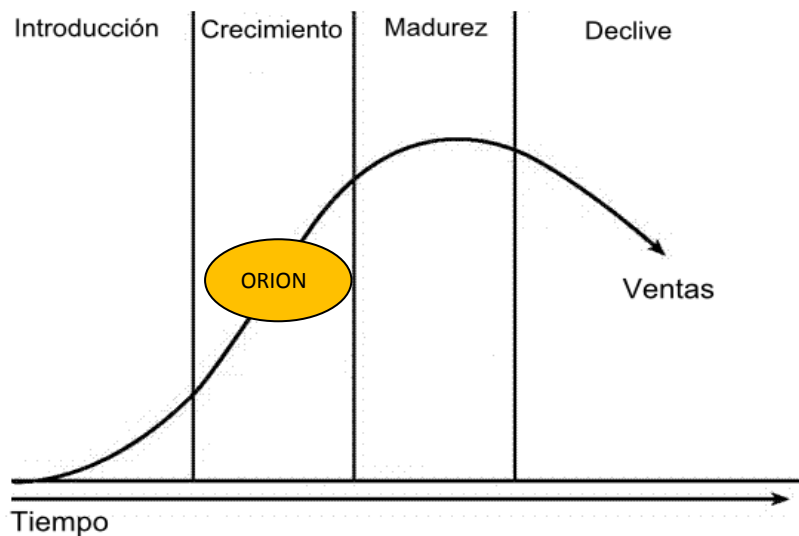 Introducción
Crecimiento
Madurez
Declive
ORION
Ventas
Tiempo